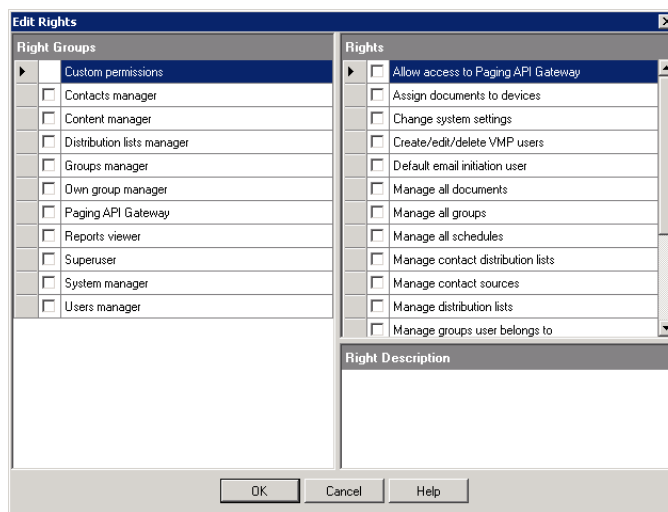 Edit Rights
Right Groups
Custom permissions
Contacts manager
Content manager
Distribution lists manager
Groups manager
Own group manager
Paging API Gateway
Reports viewer
Superuser
System manager
Users manager
Rights
Allow access to Paging API Gateway
Assign documents to devices
Change system settings
Create/edit/delete VMP users
Default email initiation user
Manage all documents
Manage all groups
Manage all schedules
Manage contact distribution lists
Manage contact sources
Manage distribution lists
Manage groups user belongs to
Right Description
OK
Cancel
Help